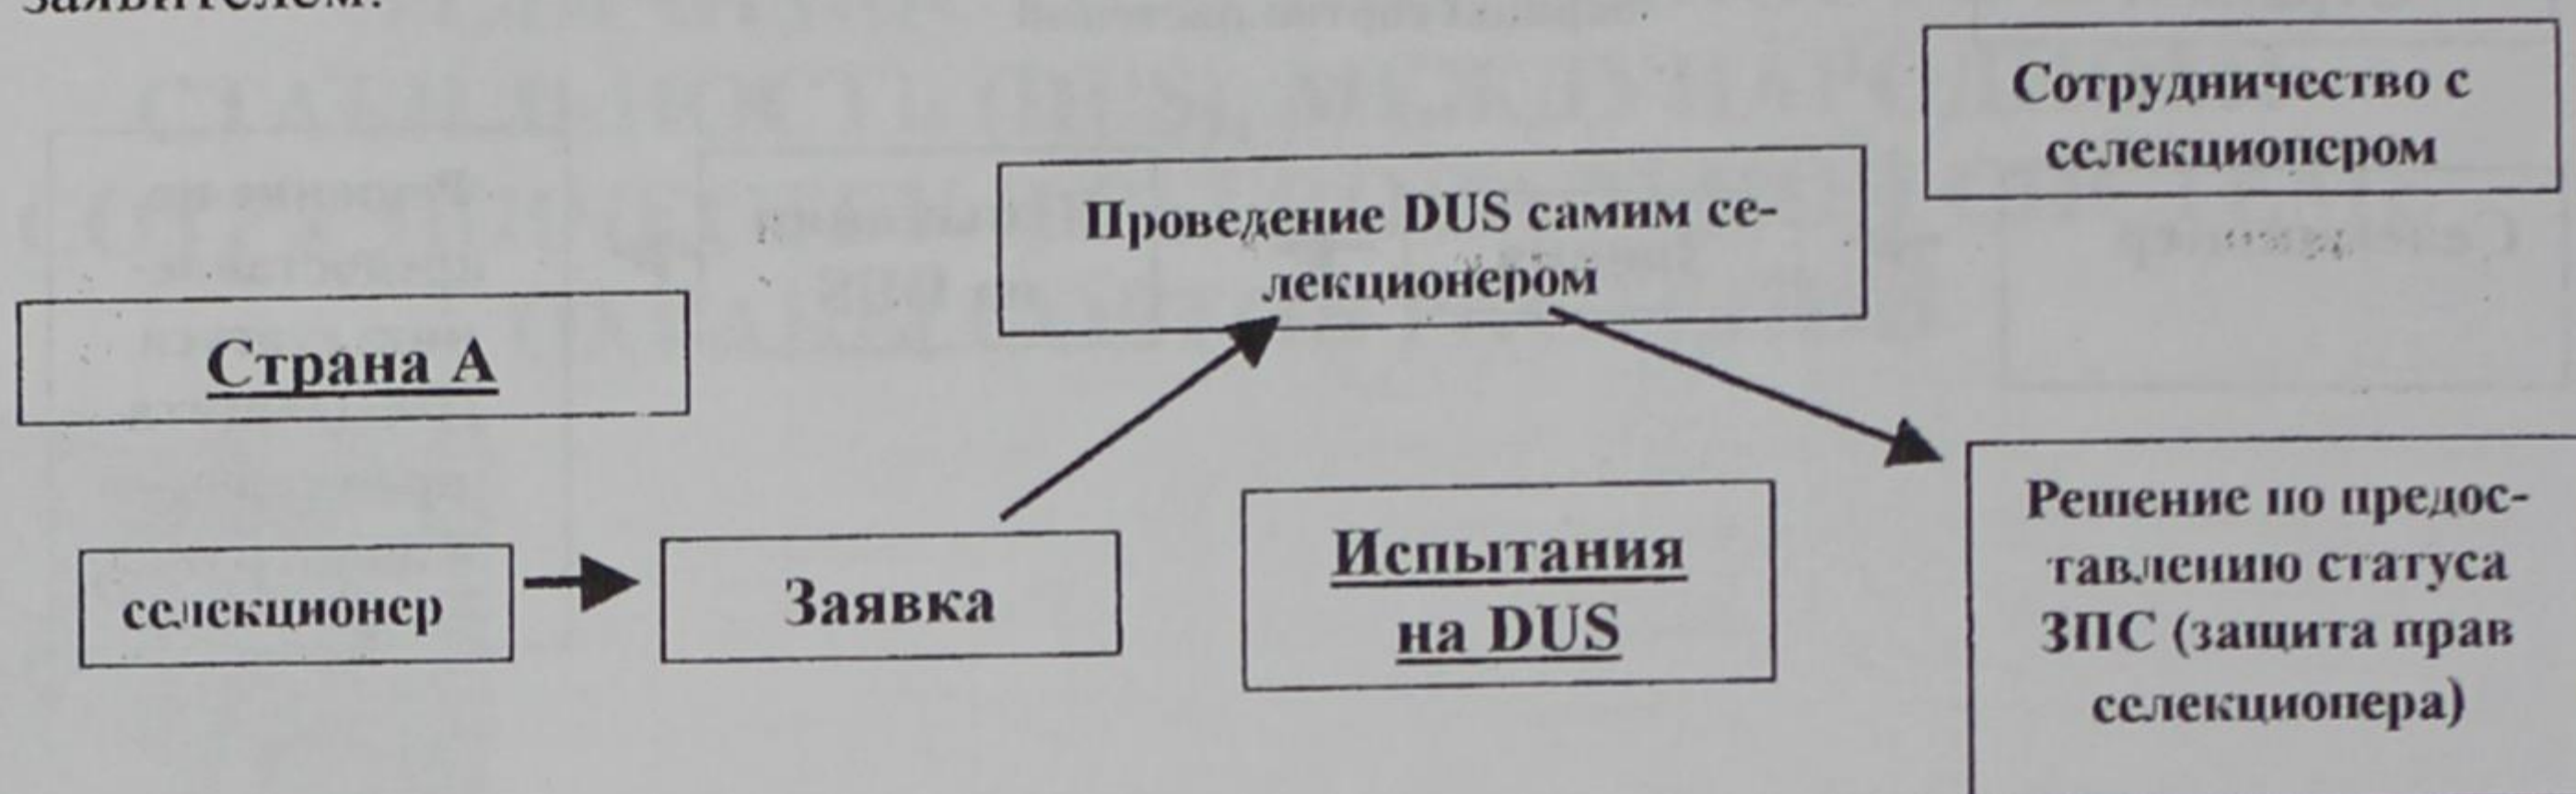 заявителем.
Сотрудничество с
селекционером
Проведение DUS самим се-
лекционером
Страна А
селекционер
Заявка
Испытания
на DUS
Решение по предос-
тавлению статуса
ЗПС (защита прав
селекционера)